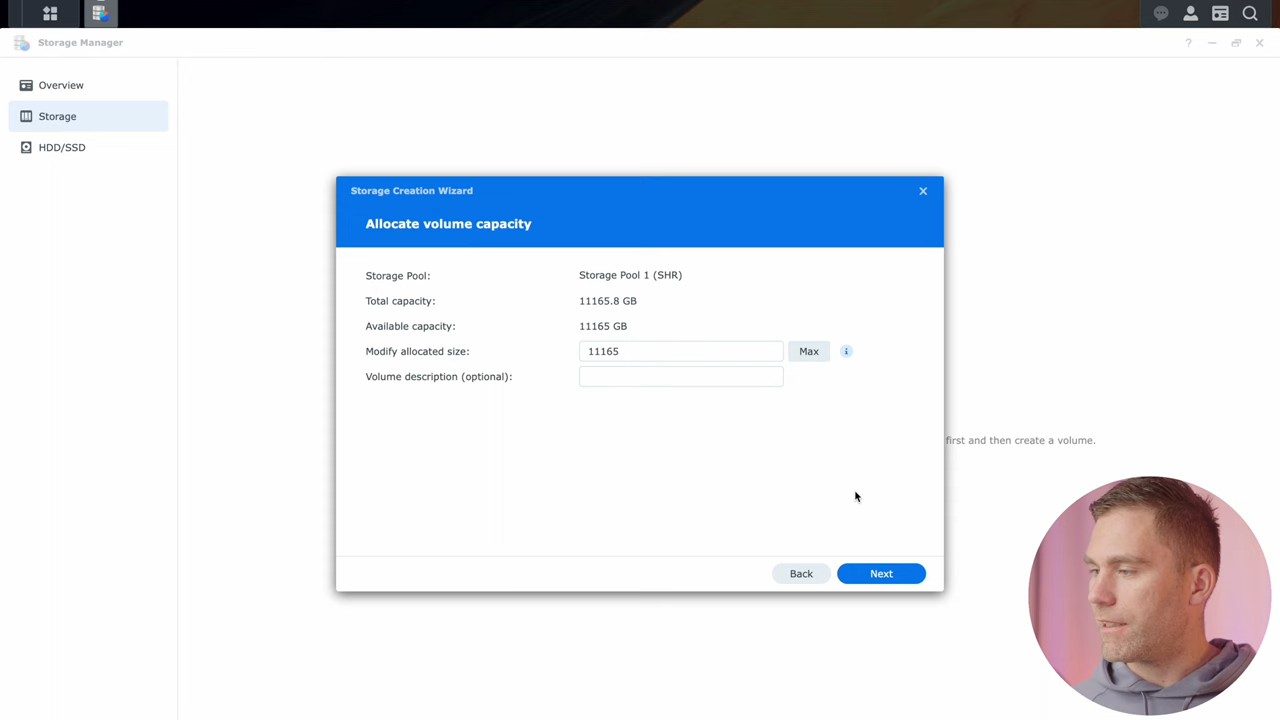 Storage Manager
?
Overview
Storage
HDD/SSD
Storage Creation Wizard
Allocate volume capacity
Storage Pool: Storage Pool 1 (SHR)
Total capacity: 11165.8 GB
Available capacity: 11165 GB
Modify allocated size: 11165 Max i
Volume description (optional):
first and then create a volume.
Back Next